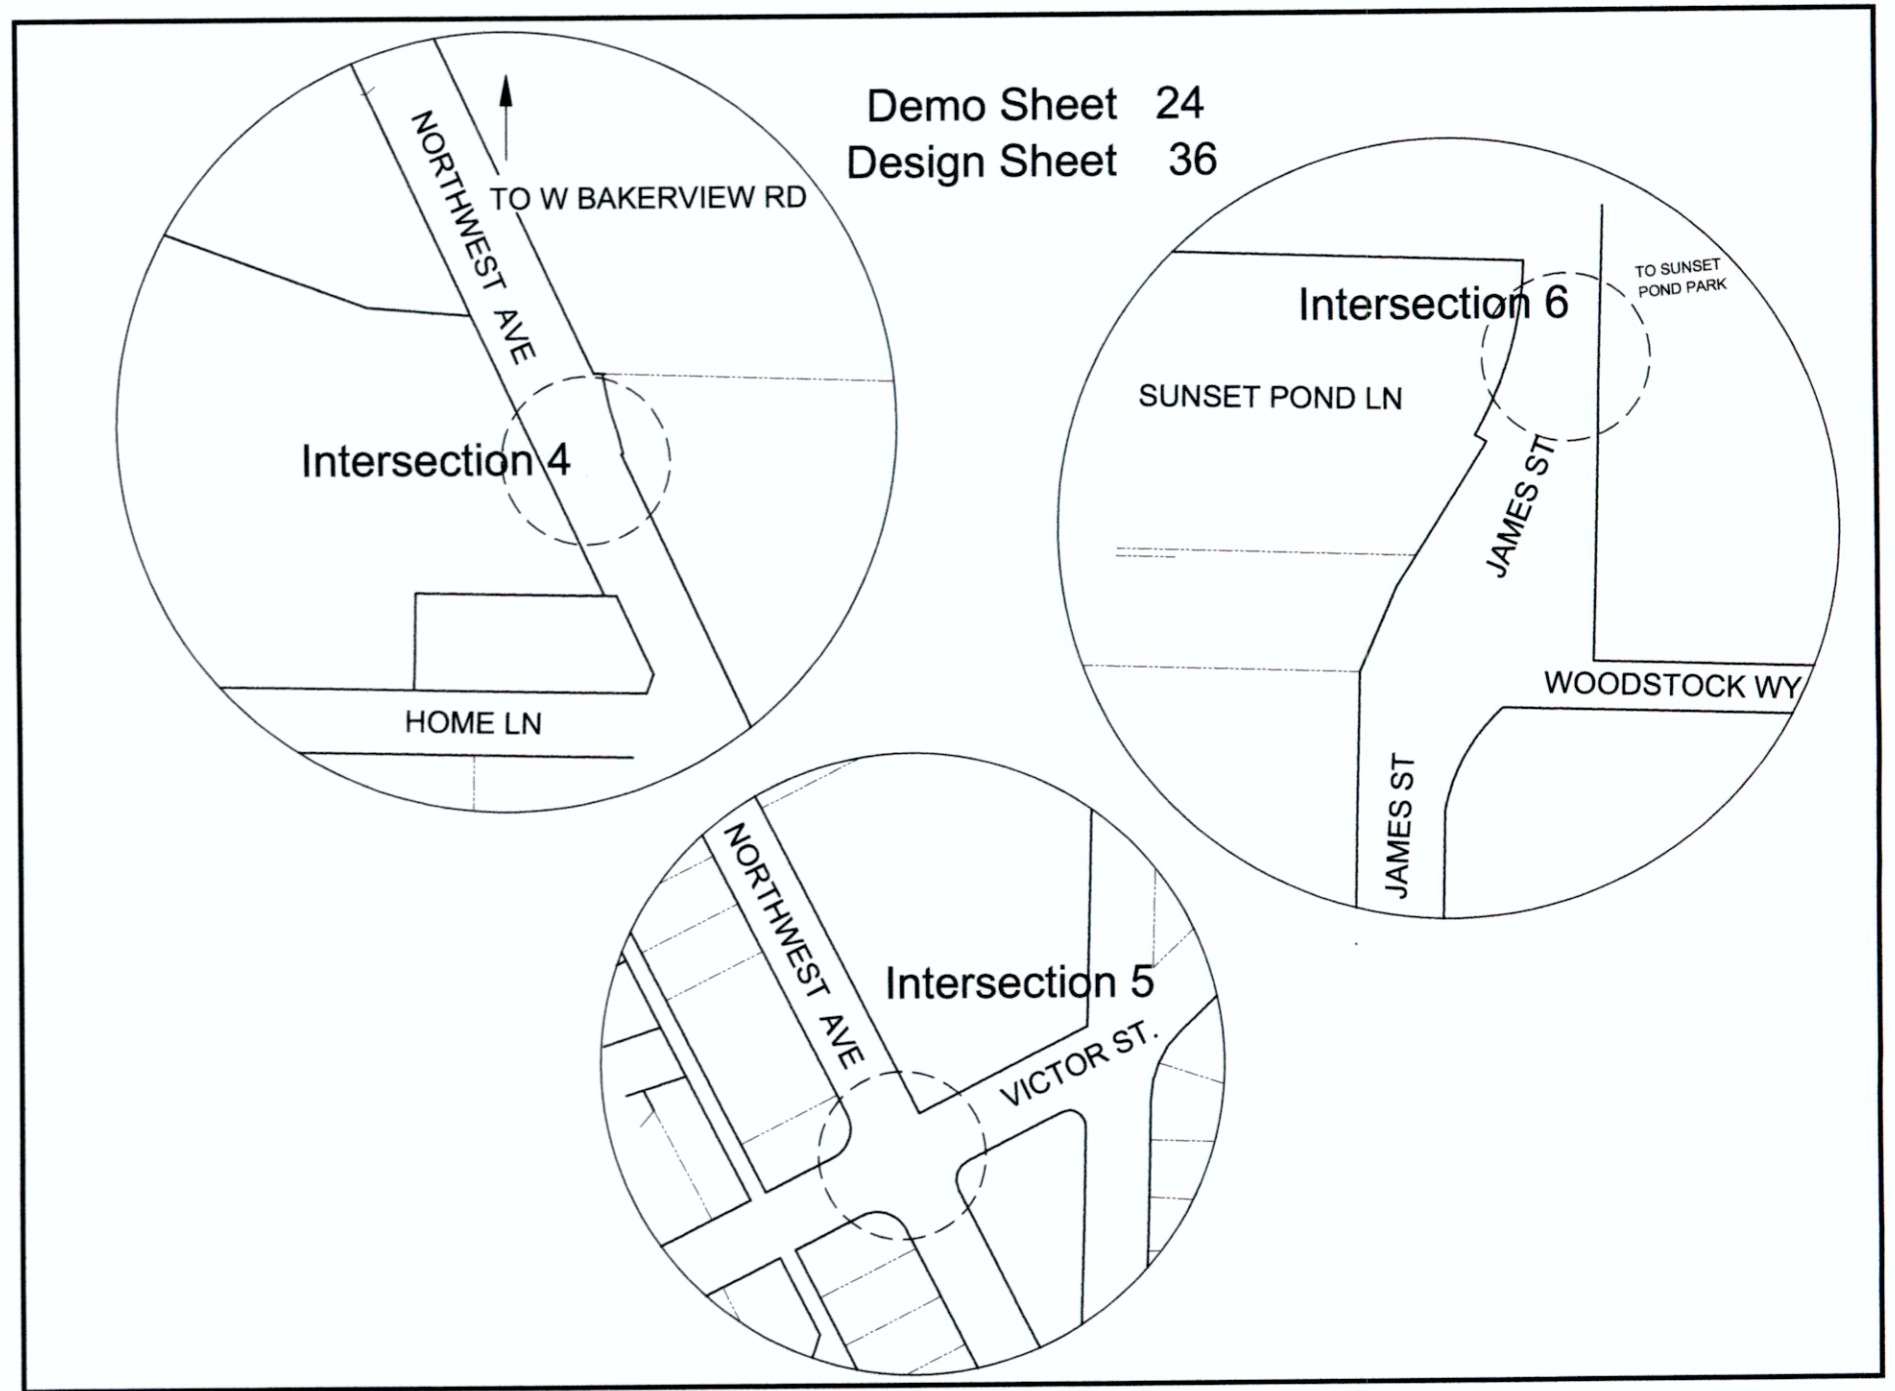 Demo Sheet 24
Design Sheet 36
NORTHWEST AVE
TO W BAKERVIEW RD
Intersection 4
HOME LN
Intersection 6
TO SUNSET
POND PARK
SUNSET POND LN
JAMES ST
WOODSTOCK WY
JAMES ST
NORTHWEST AVE
Intersection 5
VICTOR ST.